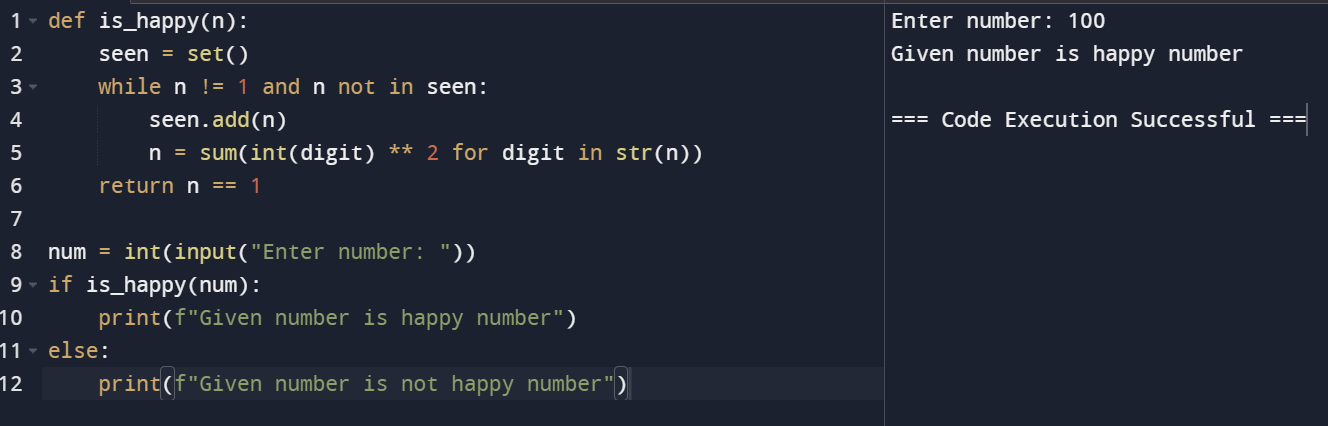 1 def is_happy(n):
2     seen = set()
3     while n != 1 and n not in seen:
4         seen.add(n)
5         n = sum(int(digit) ** 2 for digit in str(n))
6     return n == 1
7
8 num = int(input("Enter number: "))
9 if is_happy(num):
10     print(f"Given number is happy number")
11 else:
12     print(f"Given number is not happy number")
Enter number: 100
Given number is happy number
=== Code Execution Successful ===